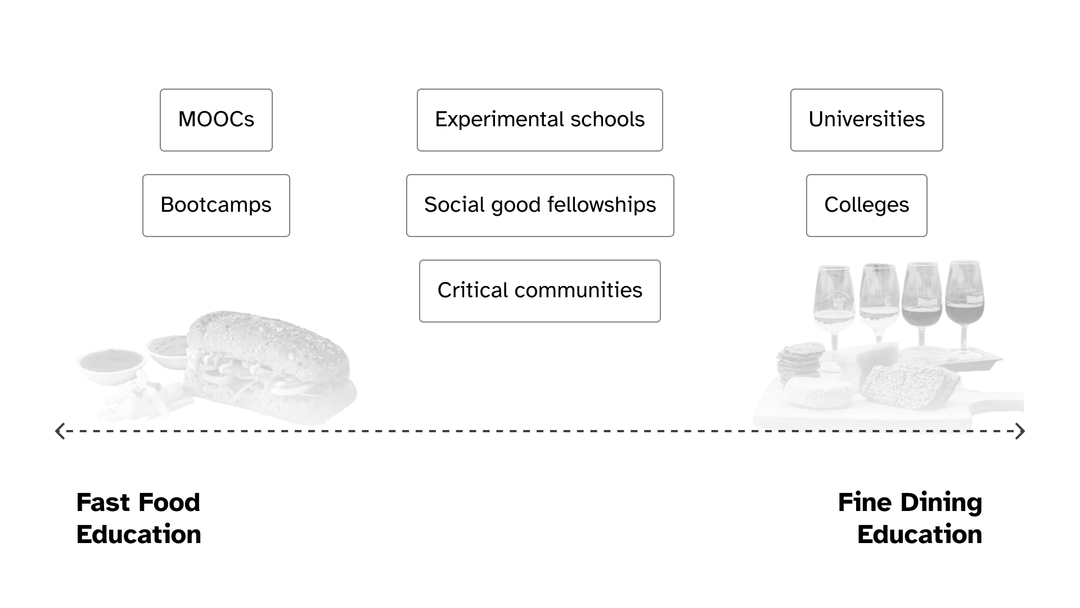 MOOCs
Experimental schools
Universities
Bootcamps
Social good fellowships
Colleges
Critical communities
Fast Food
Education
Fine Dining
Education